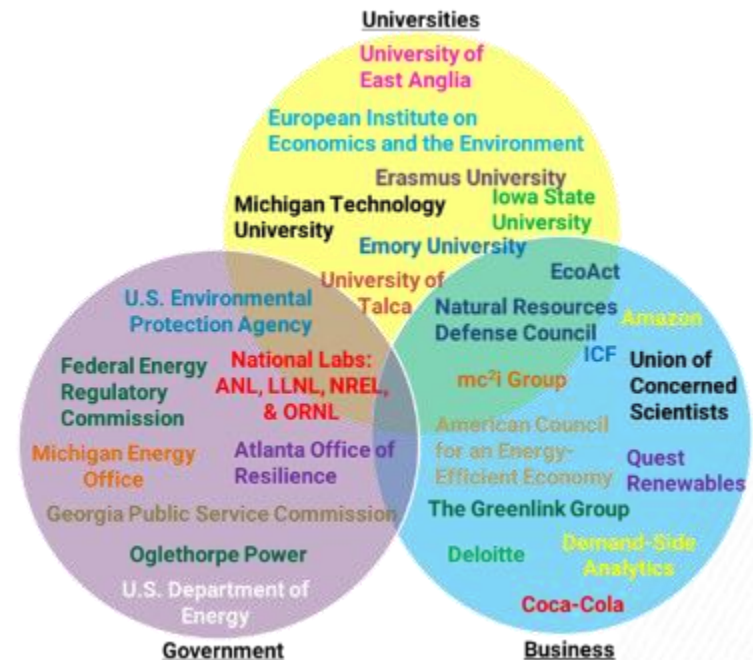 Universities
University of
East Anglia
European Institute on
Economics and the Environment
Erasmus University
Michigan Technology
University
Iowa State
University
Emory University
University of
Talca
EcoAct
Natural Resources
Defense Council
Amazon
ICF
Union of
Concerned
Scientists
mc²i Group
American Council
for an Energy-
Efficient Economy
Quest
Renewables
The Greenlink Group
Deloitte
Demand-Side
Analytics
Coca-Cola
Business
U.S. Environmental
Protection Agency
Federal Energy
Regulatory
Commission
National Labs:
ANL, LLNL, NREL,
& ORNL
Michigan Energy
Office
Atlanta Office of
Resilience
Georgia Public Service Commission
Oglethorpe Power
U.S. Department of
Energy
Government